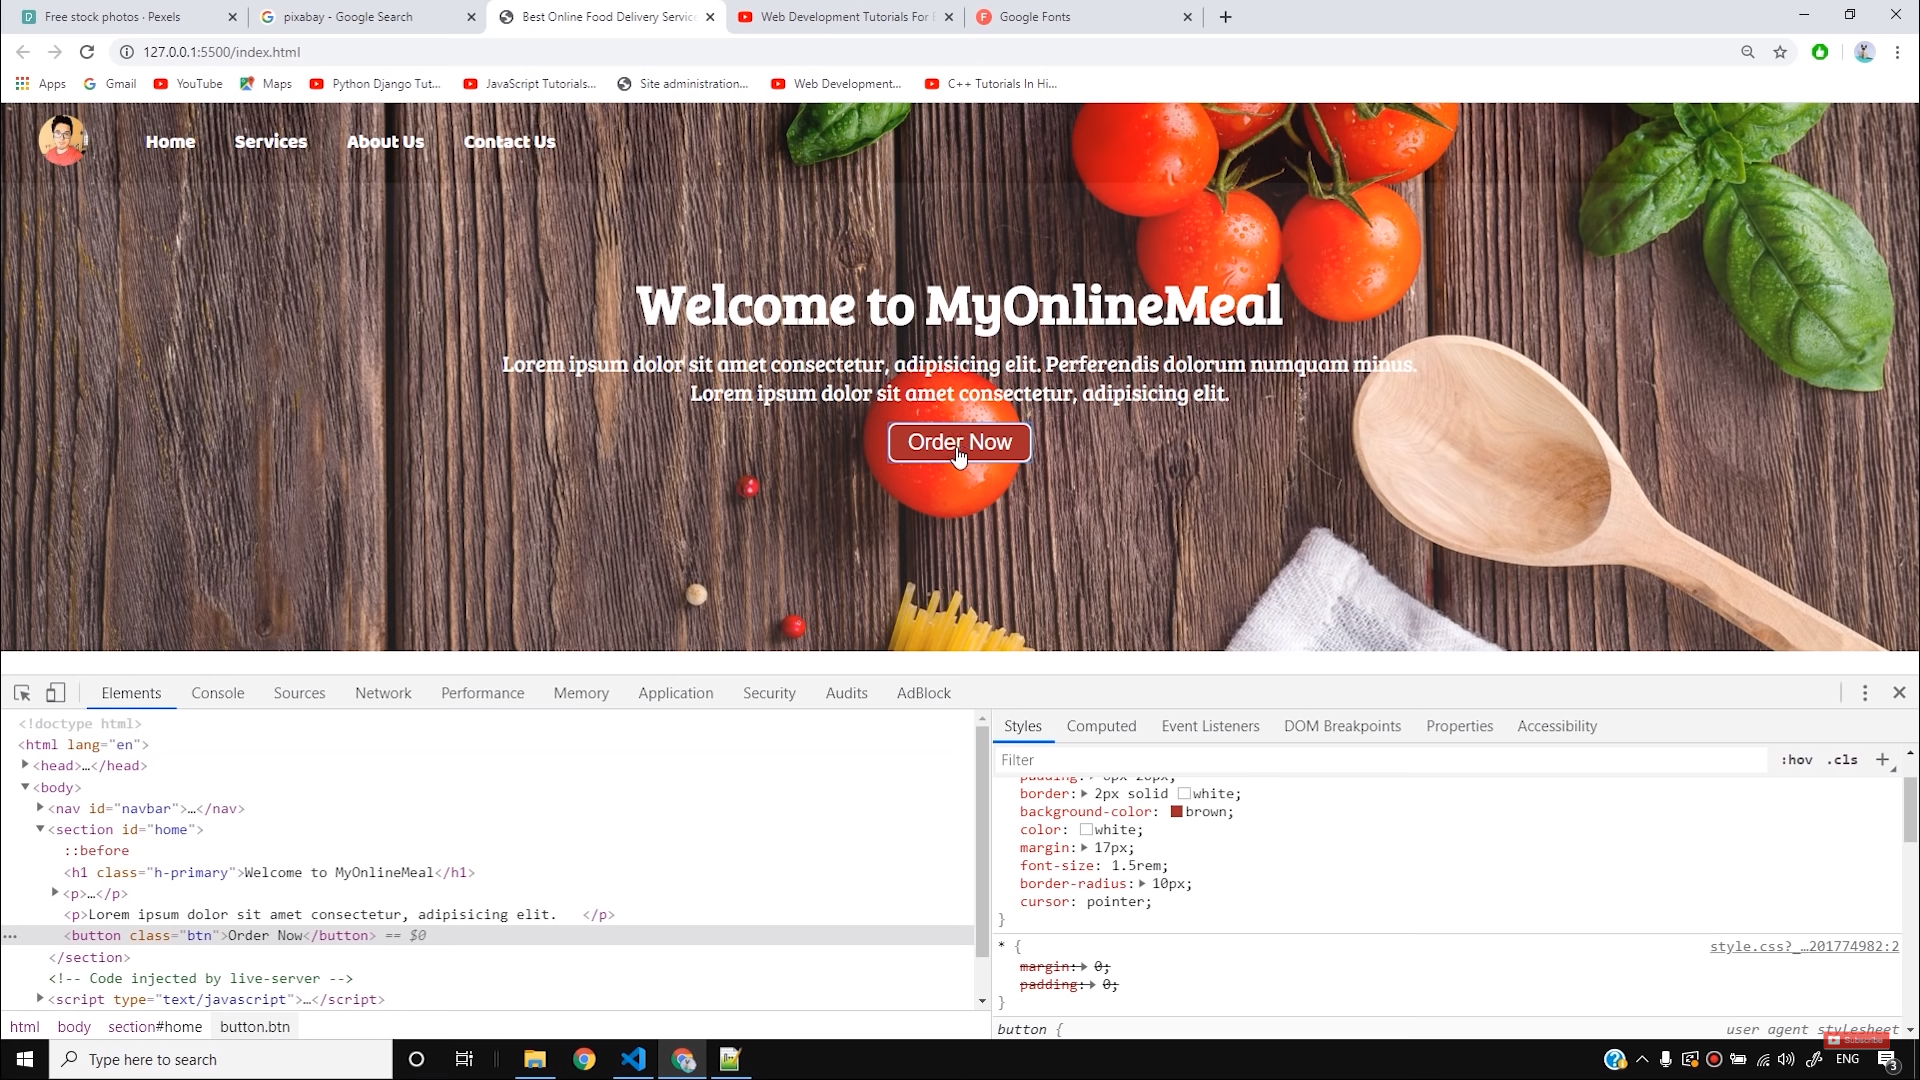 Free stock photos · Pexels
pixabay - Google Search
Best Online Food Delivery Service
Web Development Tutorials For
Google Fonts
127.0.0.1:5500/index.html
Apps
Gmail
YouTube
Maps
Python Django Tut...
JavaScript Tutorials...
Site administration...
Web Development...
C++ Tutorials In Hi...
Home
Services
About Us
Contact Us
Welcome to MyOnlineMeal
Lorem ipsum dolor sit amet consectetur, adipisicing elit. Perferendis dolorum numquam minus.
Lorem ipsum dolor sit amet consectetur, adipisicing elit.
Order Now
Elements
Console
Sources
Network
Performance
Memory
Application
Security
Audits
AdBlock
<!doctype html>
<html lang="en">
<head>…</head>
<body>
<nav id="navbar">…</nav>
<section id="home">
::before
<h1 class="h-primary">Welcome to MyOnlineMeal</h1>
<p>…</p>
<p>Lorem ipsum dolor sit amet consectetur, adipisicing elit. </p>
<button class="btn">Order Now</button> == $0
</section>
<!-- Code injected by live-server -->
<script type="text/javascript">…</script>
html
body
section#home
button.btn
Styles
Computed
Event Listeners
DOM Breakpoints
Properties
Accessibility
Filter
:hov
.cls
border: 2px solid white;
background-color: brown;
color: white;
margin: 17px;
font-size: 1.5rem;
border-radius: 10px;
cursor: pointer;
}
* {
style.css?_…201774982:2
margin: 0;
padding: 0;
}
button {
user agent stylesheet
Subscribe
Type here to search
ENG
3